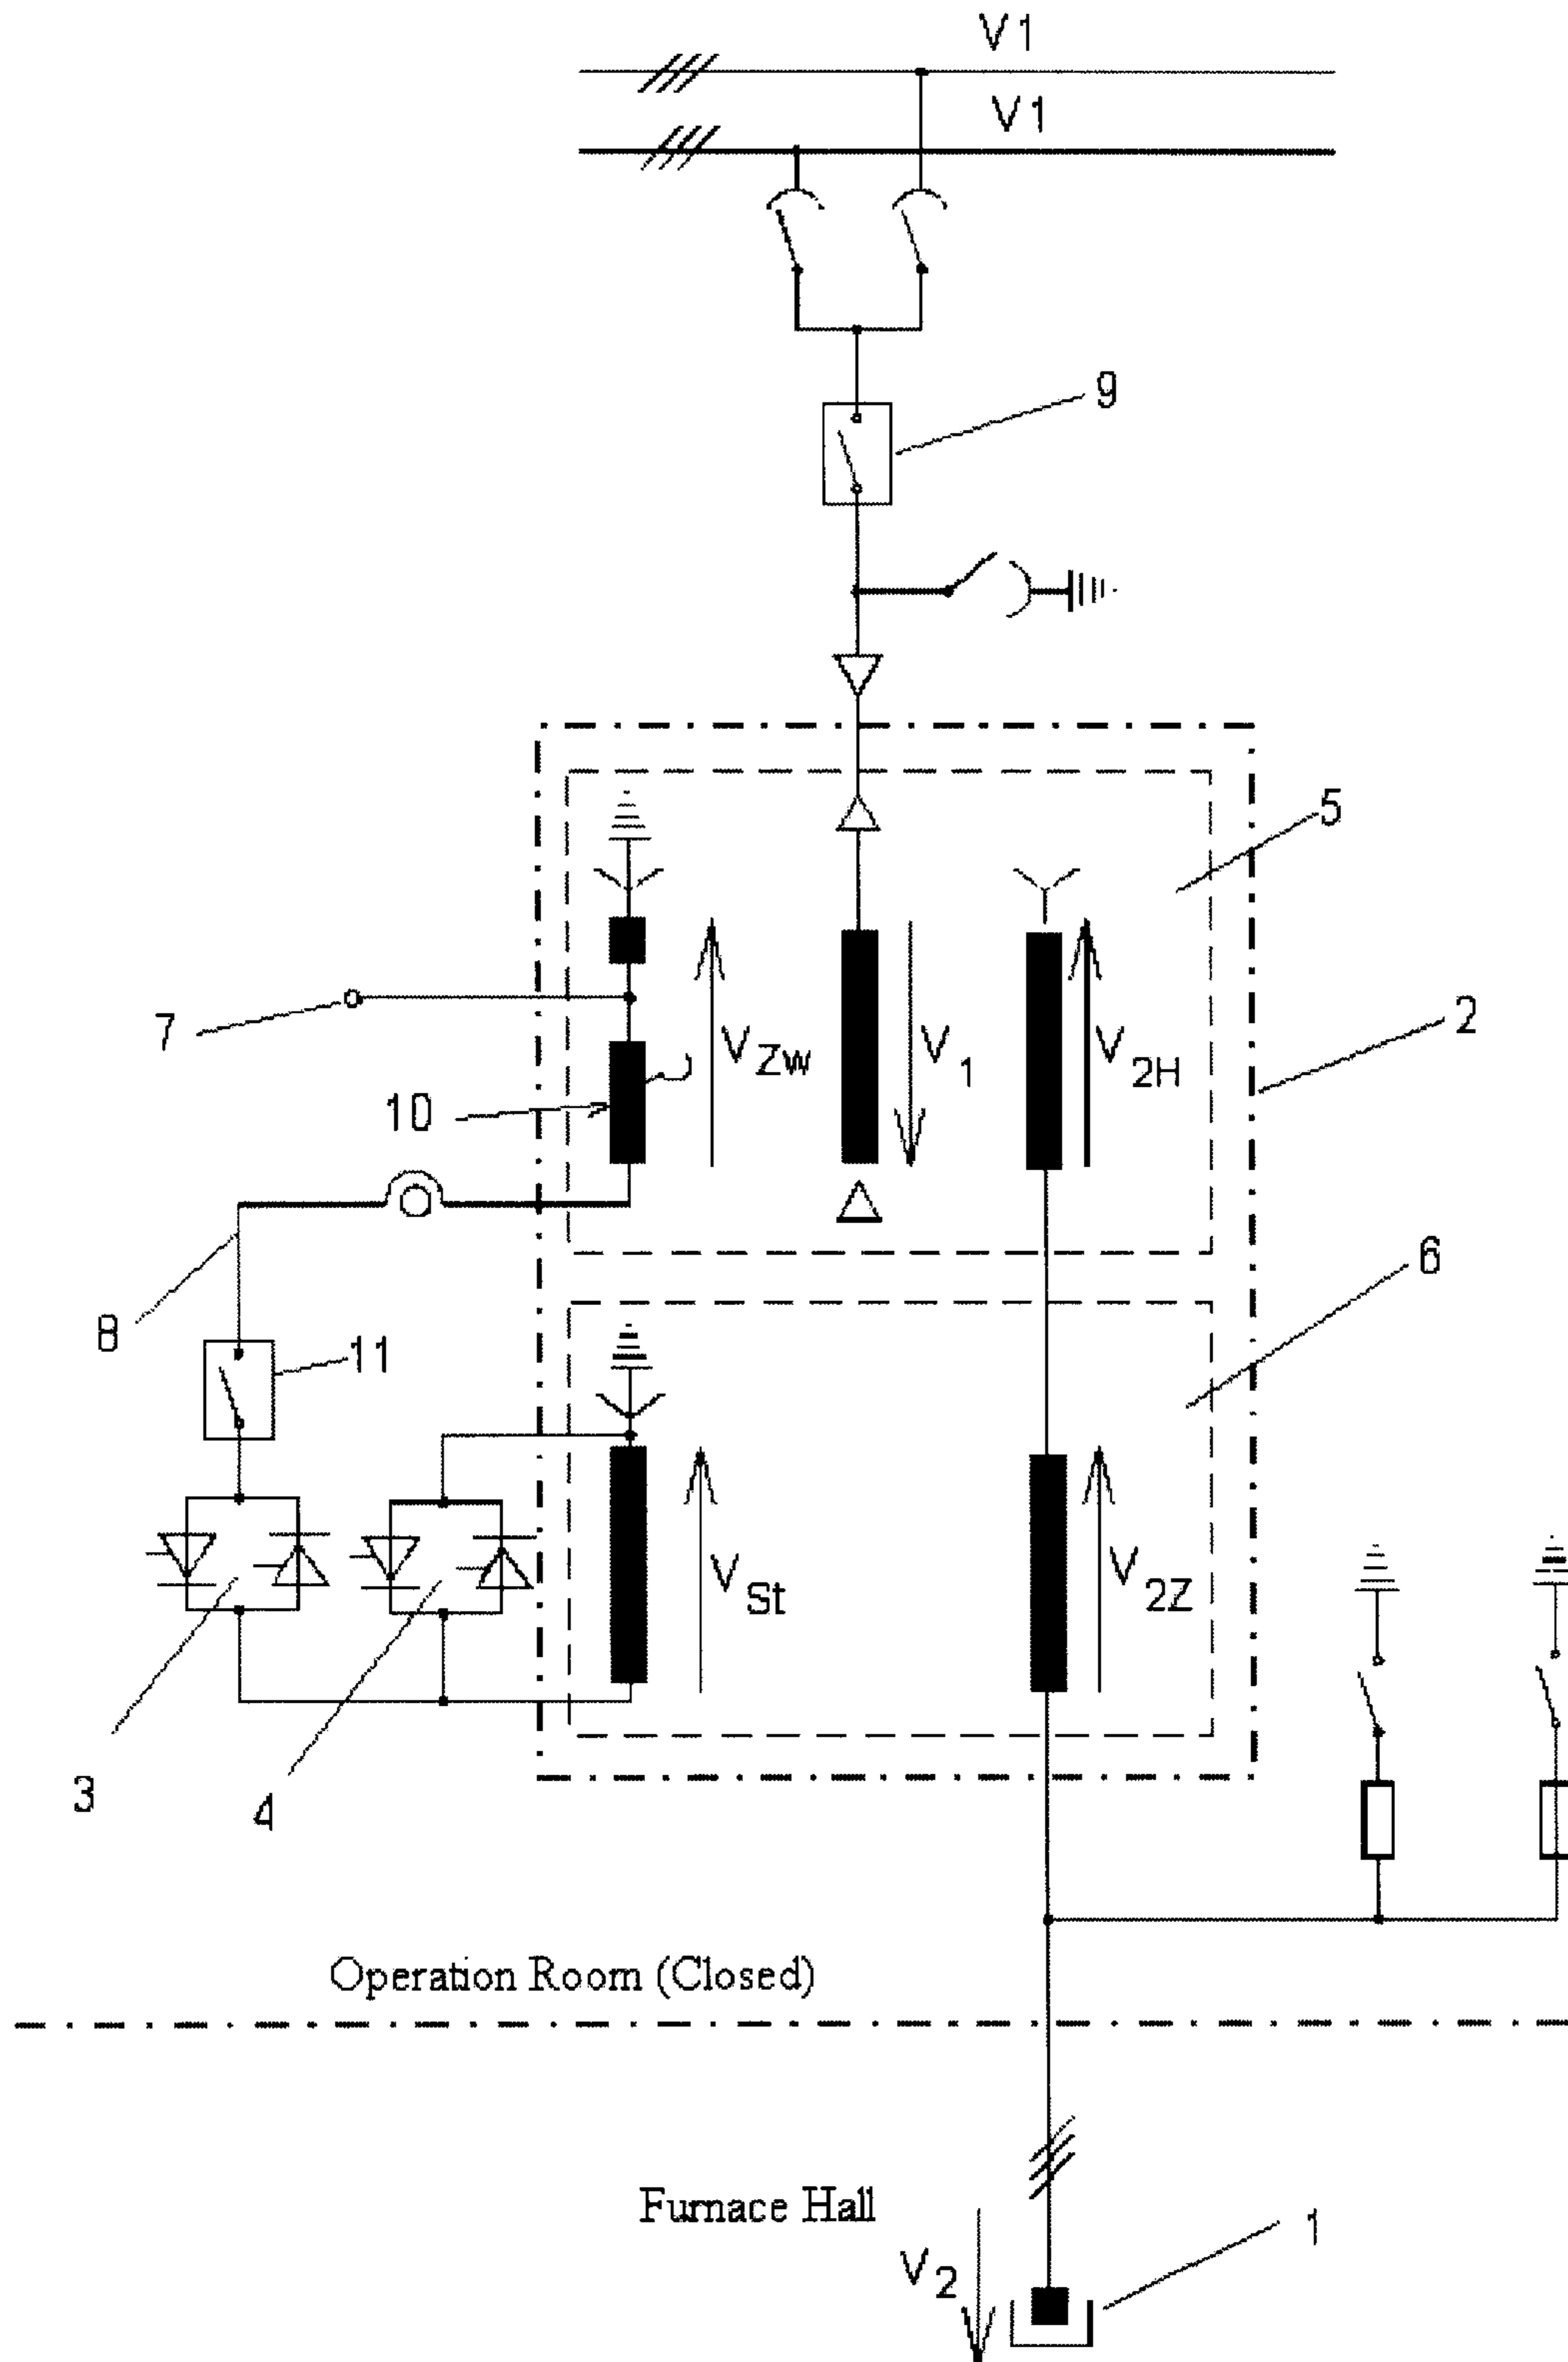 V1
V1
9
5
7
V Zw
V 1
V 2H
2
10
6
8
11
V St
V 2Z
3
4
Operation Room (Closed)
Furnace Hall
1
V 2